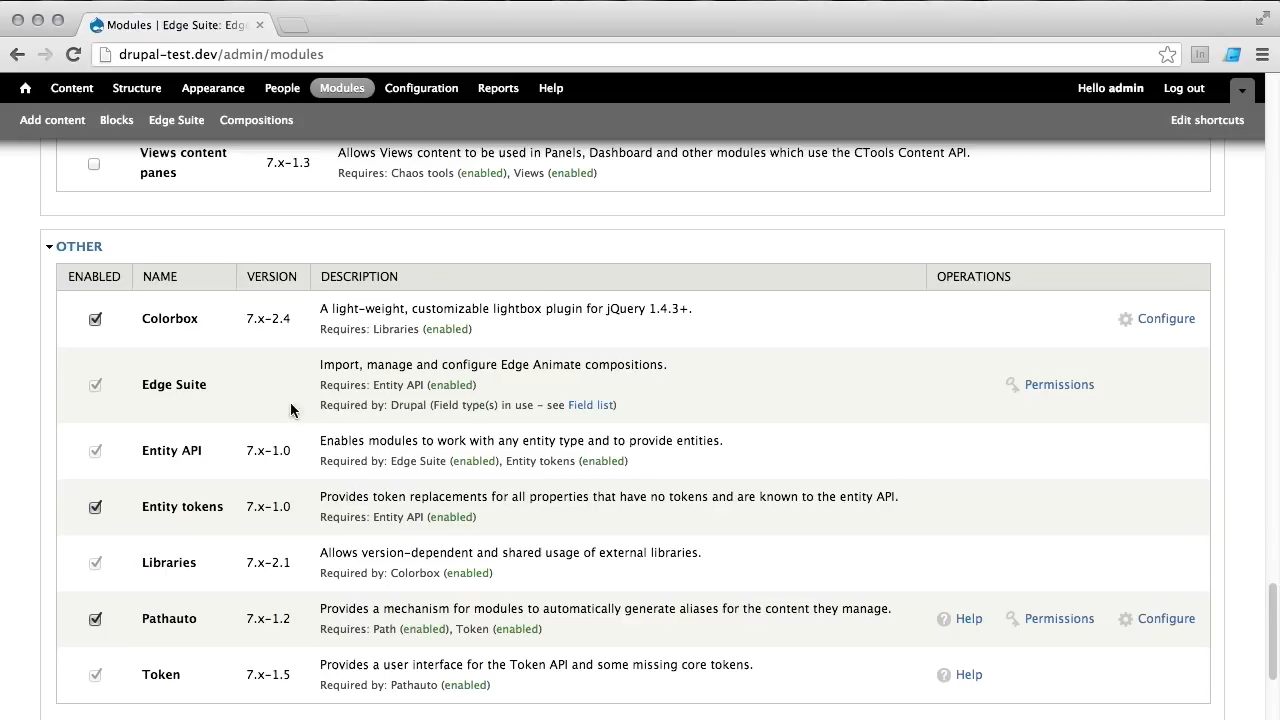 Modules | Edge Suite: Edg
drupal-test.dev/admin/modules
Content Structure Appearance People Modules Configuration Reports Help Hello admin Log out
Add content Blocks Edge Suite Compositions Edit shortcuts
Views content panes 7.x-1.3 Allows Views content to be used in Panels, Dashboard and other modules which use the CTools Content API.
Requires: Chaos tools (enabled), Views (enabled)
OTHER
ENABLED NAME VERSION DESCRIPTION OPERATIONS
Colorbox 7.x-2.4 A light-weight, customizable lightbox plugin for jQuery 1.4.3+.
Requires: Libraries (enabled)
Configure
Edge Suite Import, manage and configure Edge Animate compositions.
Requires: Entity API (enabled)
Required by: Drupal (Field type(s) in use – see Field list)
Permissions
Entity API 7.x-1.0 Enables modules to work with any entity type and to provide entities.
Required by: Edge Suite (enabled), Entity tokens (enabled)
Entity tokens 7.x-1.0 Provides token replacements for all properties that have no tokens and are known to the entity API.
Requires: Entity API (enabled)
Libraries 7.x-2.1 Allows version-dependent and shared usage of external libraries.
Required by: Colorbox (enabled)
Pathauto 7.x-1.2 Provides a mechanism for modules to automatically generate aliases for the content they manage.
Requires: Path (enabled), Token (enabled)
Help Permissions Configure
Token 7.x-1.5 Provides a user interface for the Token API and some missing core tokens.
Required by: Pathauto (enabled)
Help